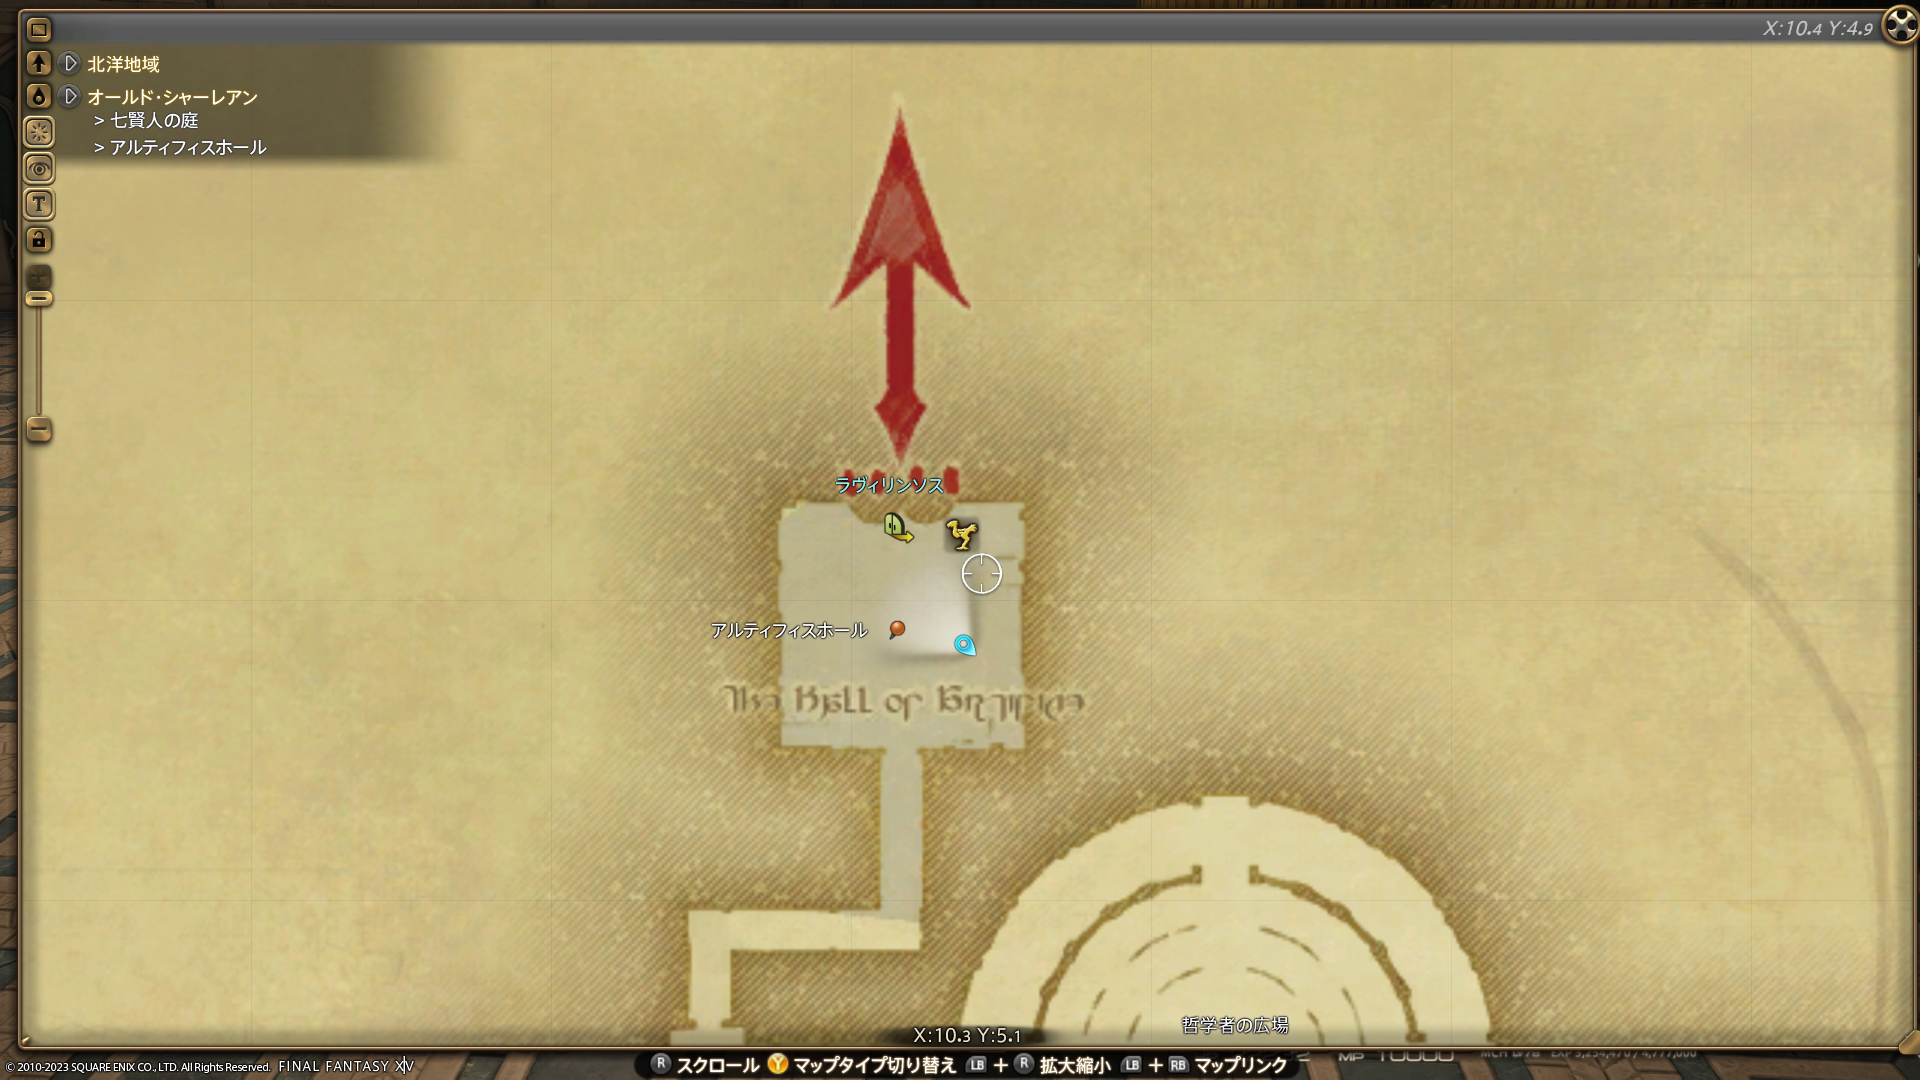 X:10.4 Y:4.9
北洋地域
オールド・シャーレアン
> 七賢人の庭
> アルティフィスホール
T
ラヴィリンソス
アルティフィスホール
哲学者の広場
X:10.3 Y:5.1
R スクロール Y マップタイプ切り替え LB + R 拡大縮小 LB + RB マップリンク
MP 10000
© 2010-2023 SQUARE ENIX CO., LTD. All Rights Reserved. FINAL FANTASY XIV